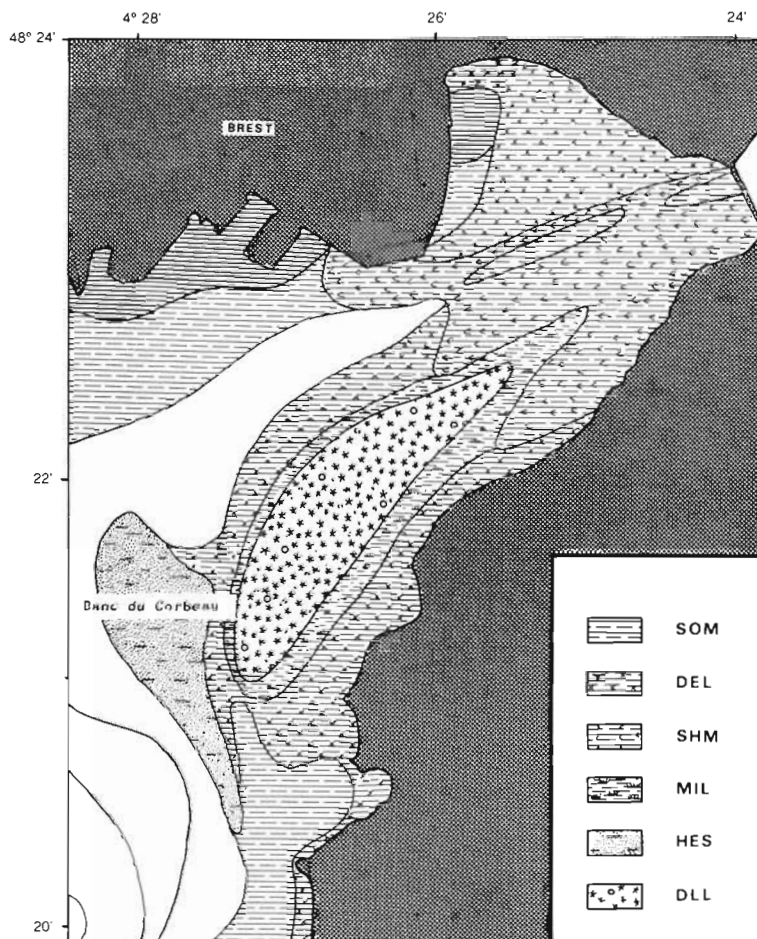 4° 28' 26' 24'
48° 24'
BREST
22'
Banc du Corbeau
SOM
DEL
SHM
MIL
HES
DLL
20'